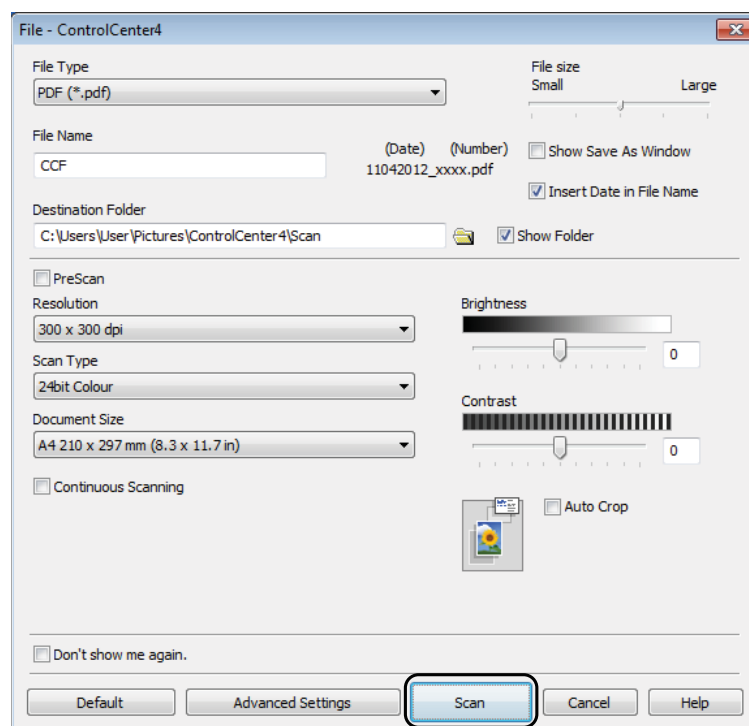 File - ControlCenter4
File Type
PDF (*.pdf)
File size
Small Large
File Name
CCF
(Date) (Number)
11042012_xxxx.pdf
Show Save As Window
Insert Date in File Name
Destination Folder
C:\Users\User\Pictures\ControlCenter4\Scan
Show Folder
PreScan
Resolution
300 x 300 dpi
Scan Type
24bit Colour
Document Size
A4 210 x 297 mm (8.3 x 11.7 in)
Continuous Scanning
Brightness
0
Contrast
0
Auto Crop
Don't show me again.
Default Advanced Settings Scan Cancel Help